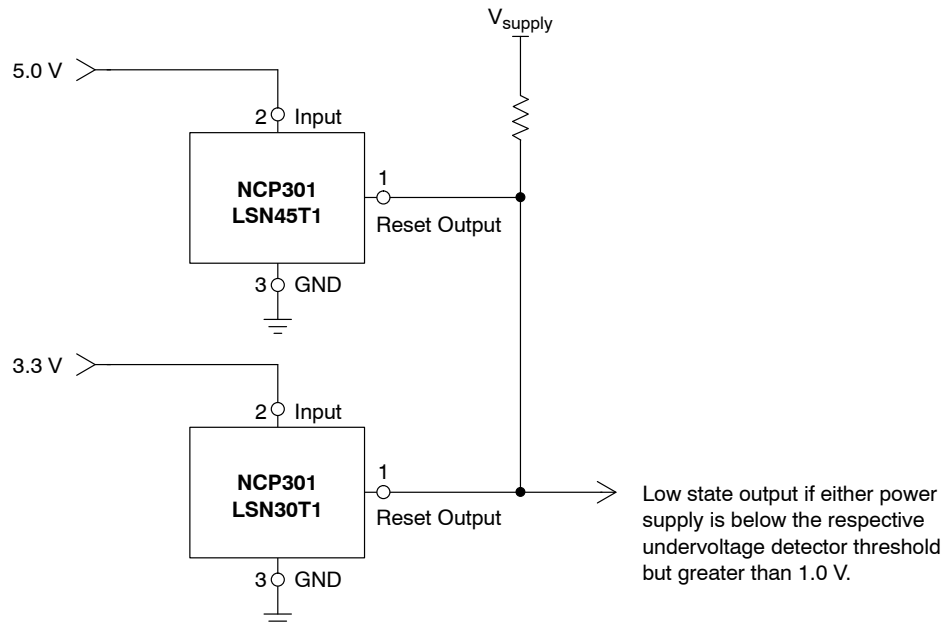 Vsupply
5.0 V
2 Input
NCP301
LSN45T1
1
Reset Output
3 GND
3.3 V
2 Input
NCP301
LSN30T1
1
Reset Output
3 GND
Low state output if either power
supply is below the respective
undervoltage detector threshold
but greater than 1.0 V.